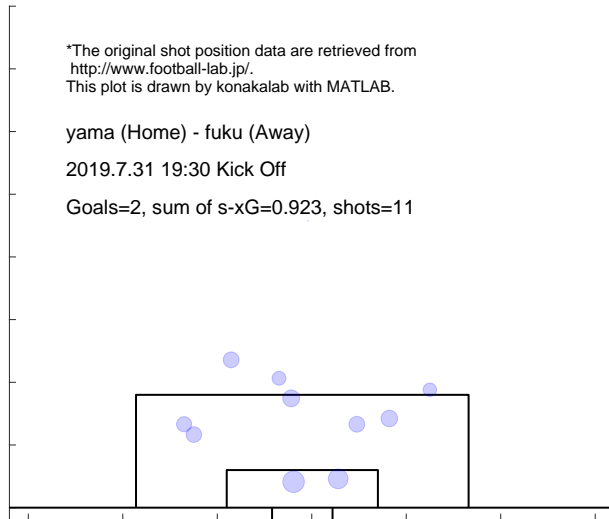 *The original shot position data are retrieved from
http://www.football-lab.jp/.
This plot is drawn by konakalab with MATLAB.
yama (Home) - fuku (Away)
2019.7.31 19:30 Kick Off
Goals=2, sum of s-xG=0.923, shots=11